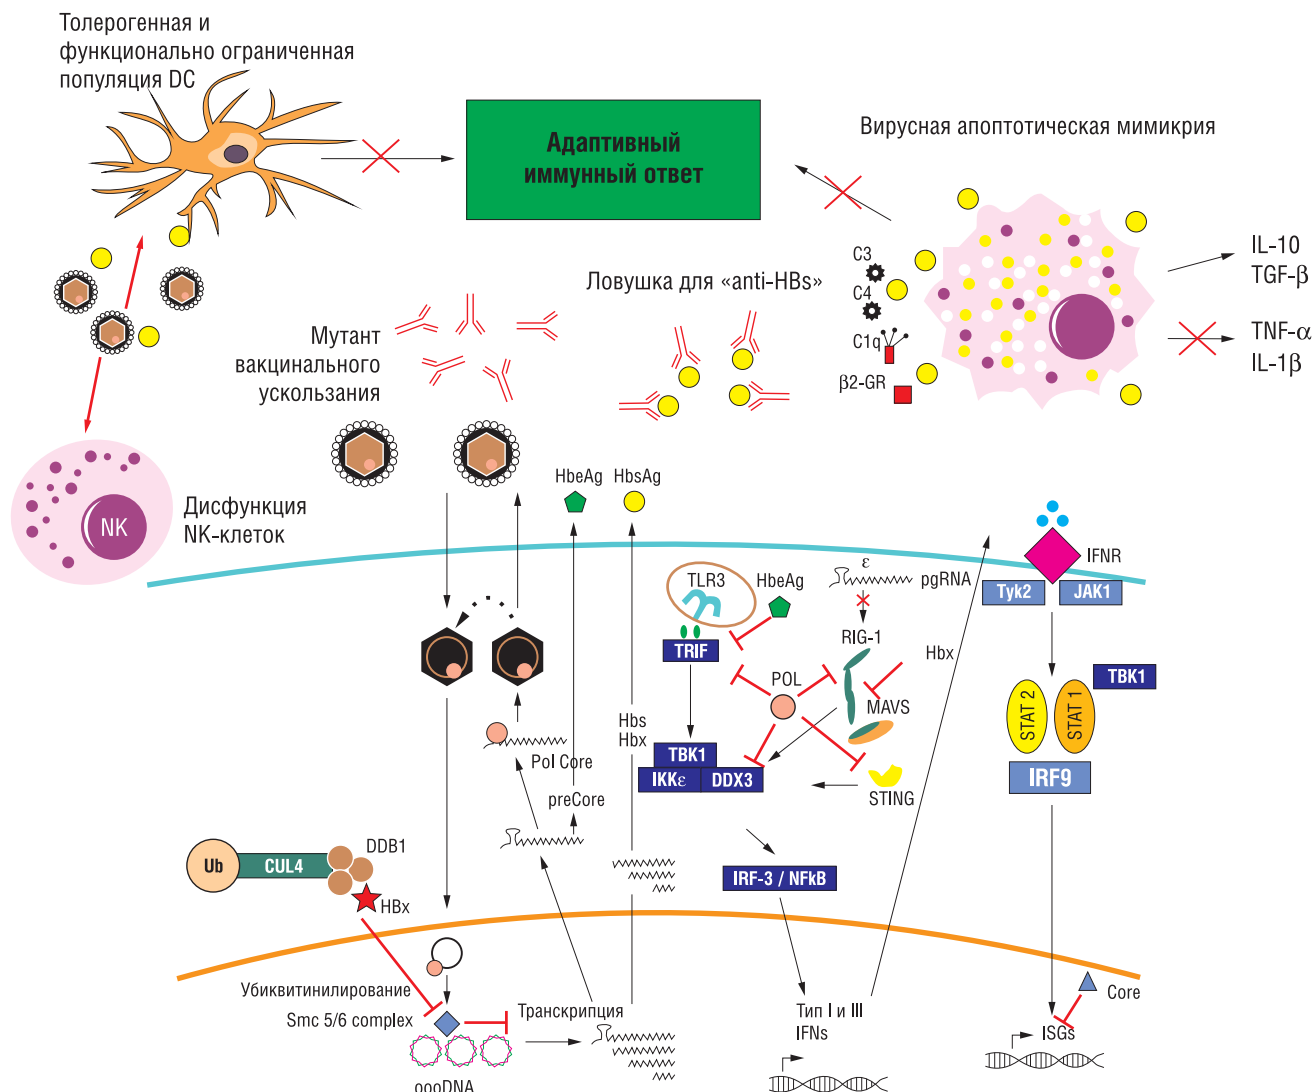 Толерогенная и
функционально ограниченная
популяция DC
Адаптивный
иммунный ответ
Вирусная апоптотическая мимикрия
IL-10
TGF-β
TNF-α
IL-1β
C3
C4
C1q
β2-GR
Ловушка для «anti-HBs»
Мутант
вакцинального
ускользания
NK
Дисфункция
NK-клеток
HbeAg
HbsAg
IFNR
Tyk2
JAK1
TLR3
HbeAg
TRIF
ε
pgRNA
RIG-1
Hbx
POL
MAVS
STING
TBK1
IKKε
DDX3
TBK1
STAT 2
STAT 1
IRF9
Hbs
Hbx
Pol Core
preCore
Ub
CUL4
DDB1
HBx
IRF-3 / NFkB
Убиквитинилирование
Smc 5/6 complex
Транскрипция
Тип I и III
IFNs
Core
ISGs